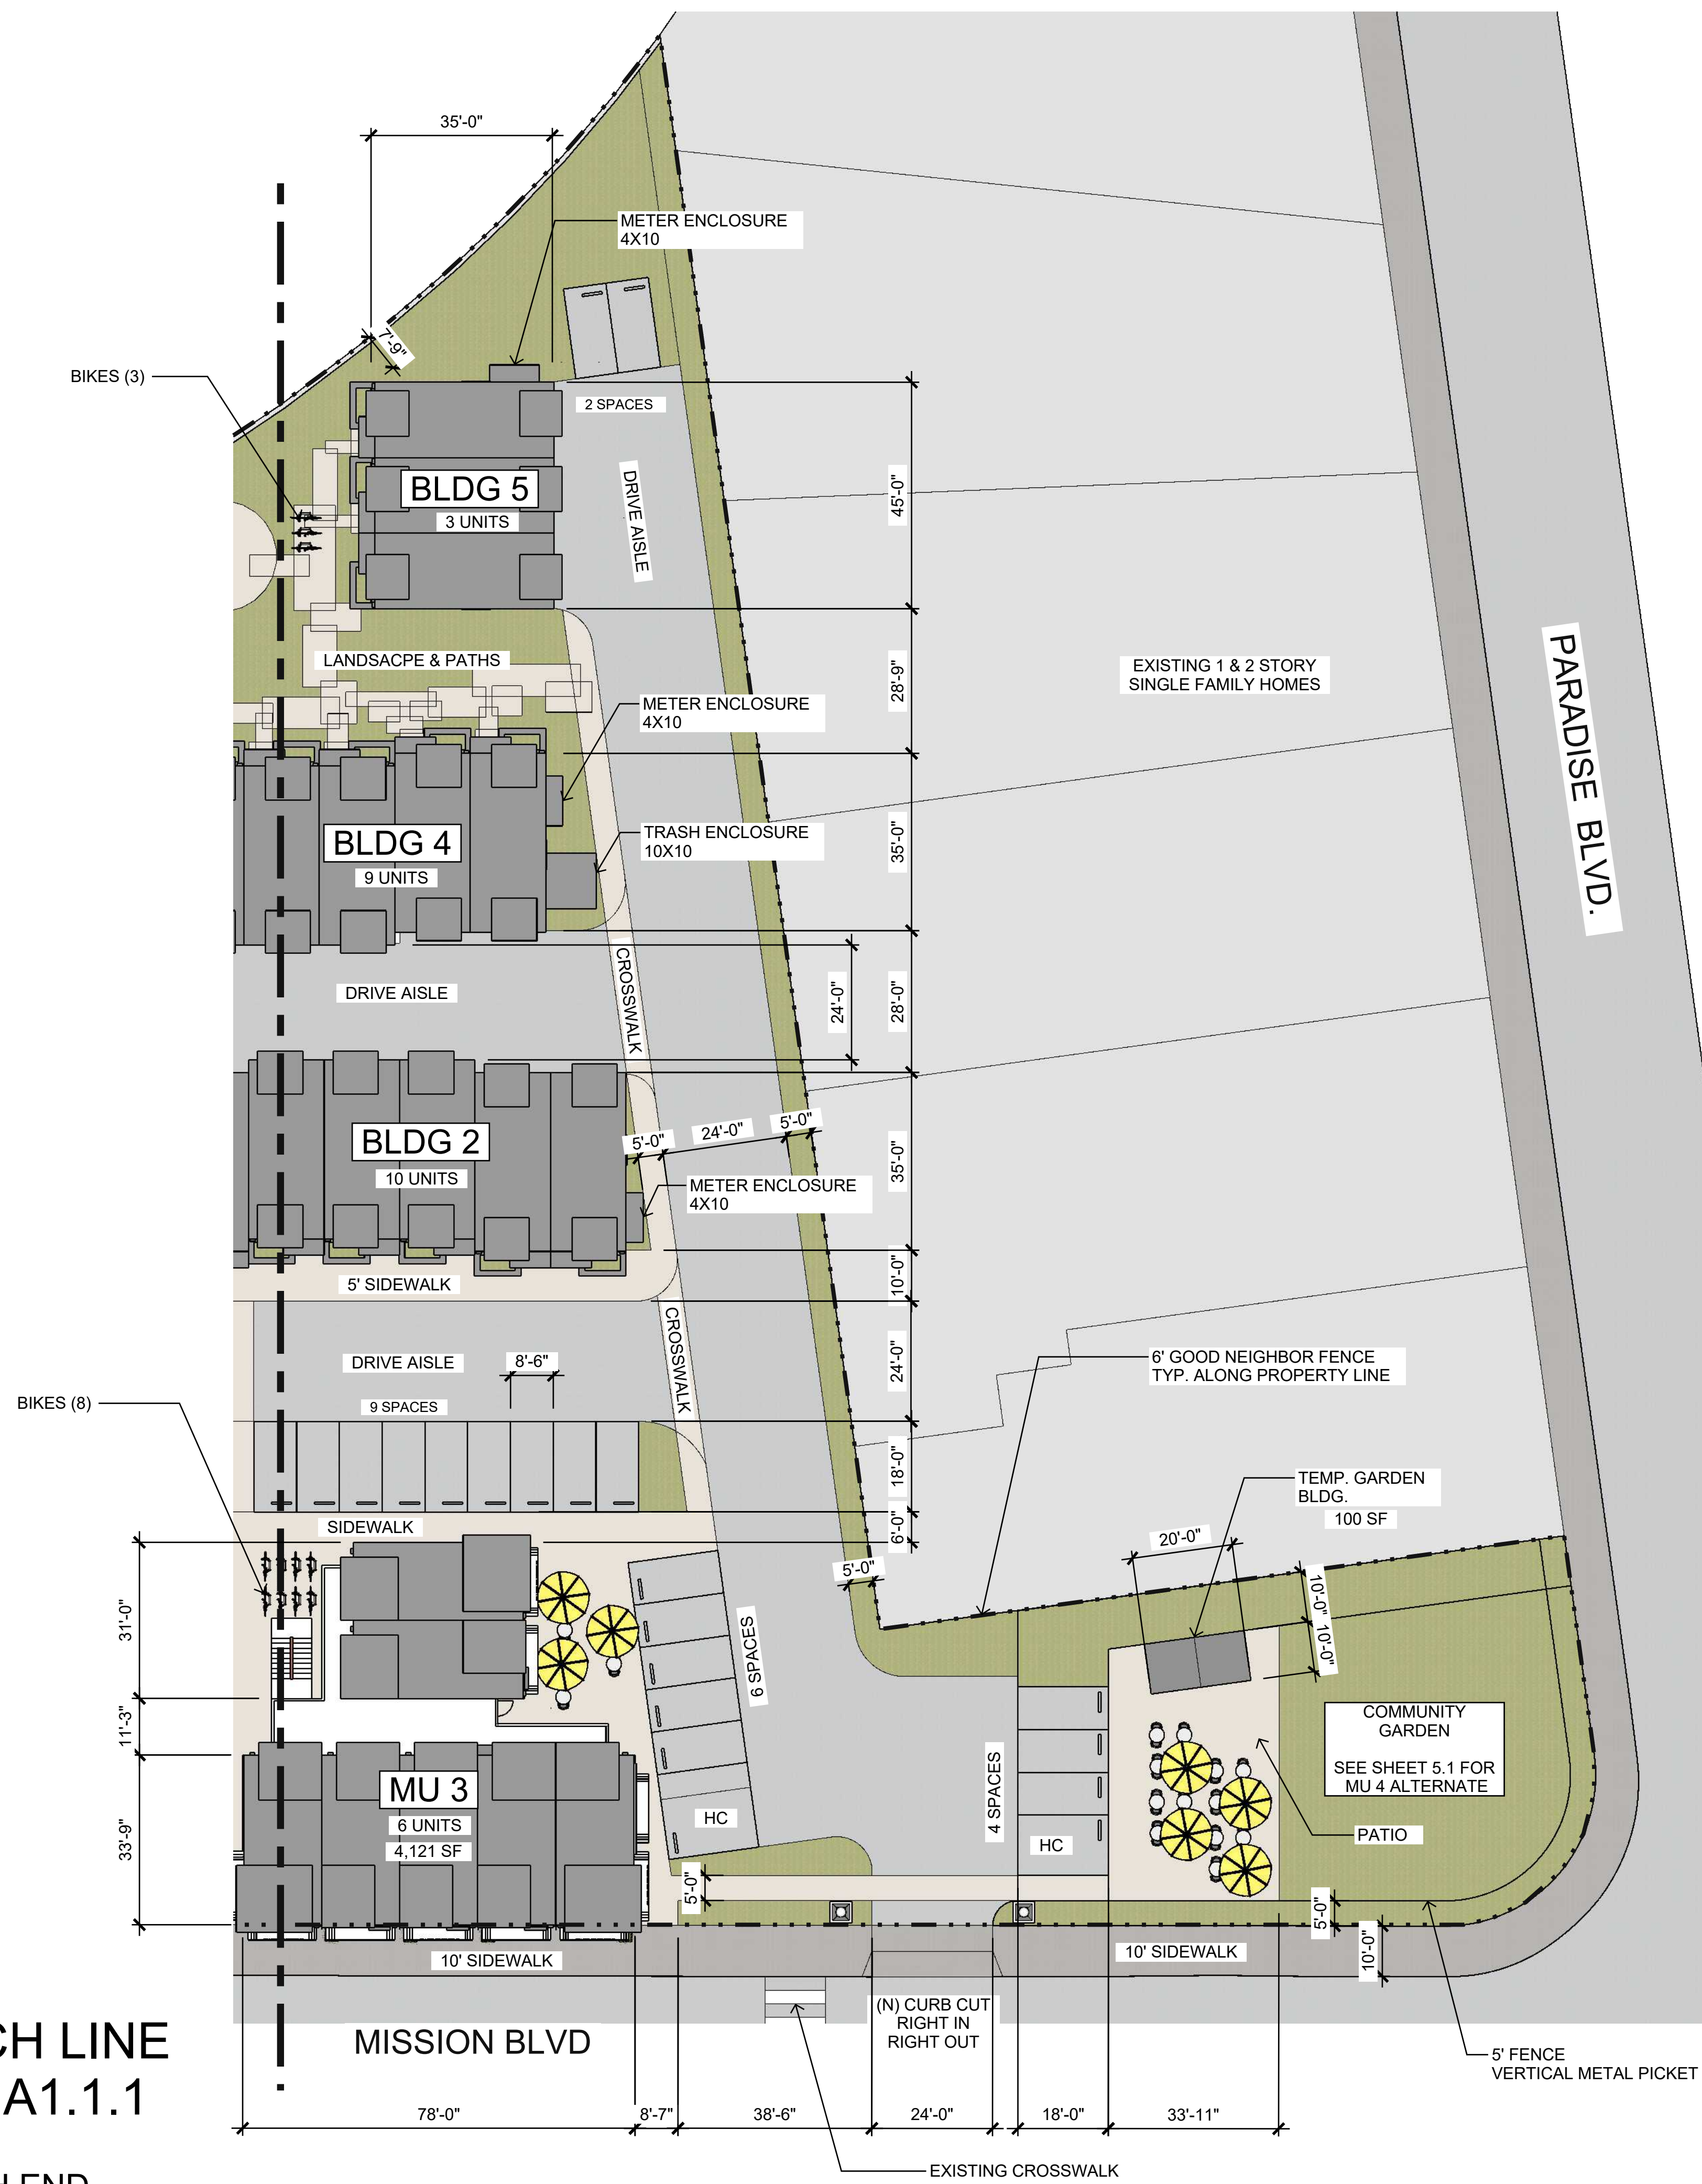 35'-0"
METER ENCLOSURE
4X10
7'-9"
BIKES (3)
2 SPACES
BLDG 5
3 UNITS
DRIVE AISLE
45'-0"
LANDSACPE & PATHS
28'-9"
EXISTING 1 & 2 STORY
SINGLE FAMILY HOMES
PARADISE BLVD.
METER ENCLOSURE
4X10
BLDG 4
9 UNITS
TRASH ENCLOSURE
10X10
35'-0"
CROSSWALK
DRIVE AISLE
24'-0"
28'-0"
BLDG 2
10 UNITS
5'-0"
24'-0"
5'-0"
35'-0"
METER ENCLOSURE
4X10
5' SIDEWALK
10'-0"
CROSSWALK
DRIVE AISLE
8'-6"
24'-0"
6' GOOD NEIGHBOR FENCE
TYP. ALONG PROPERTY LINE
BIKES (8)
9 SPACES
18'-0"
TEMP. GARDEN
BLDG.
100 SF
SIDEWALK
6'-0"
20'-0"
5'-0"
10'-0"
10'-0"
31'-0"
6 SPACES
11'-3"
COMMUNITY
GARDEN
SEE SHEET 5.1 FOR
MU 4 ALTERNATE
MU 3
6 UNITS
4,121 SF
33'-9"
HC
4 SPACES
HC
PATIO
5'-0"
5'-0"
10'-0"
10' SIDEWALK
10' SIDEWALK
(N) CURB CUT
RIGHT IN
RIGHT OUT
MISSION BLVD
CH LINE
A1.1.1
5' FENCE
VERTICAL METAL PICKET
78'-0"
8'-7"
38'-6"
24'-0"
18'-0"
33'-11"
EXISTING CROSSWALK